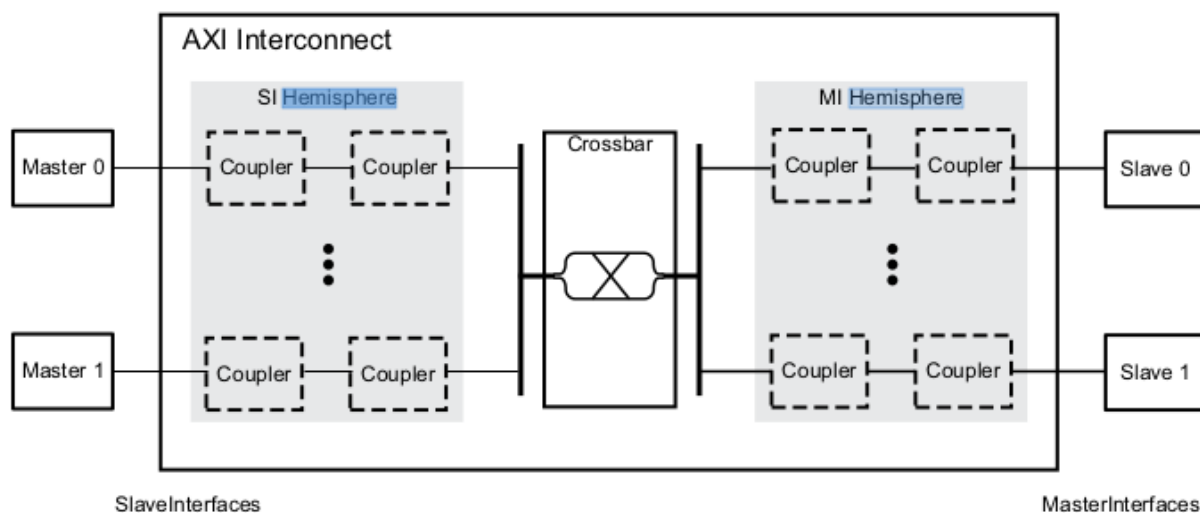 AXI Interconnect
SI Hemisphere
MI Hemisphere
Master 0
Coupler
Coupler
Crossbar
Coupler
Coupler
Slave 0
Master 1
Coupler
Coupler
Coupler
Coupler
Slave 1
SlaveInterfaces
MasterInterfaces